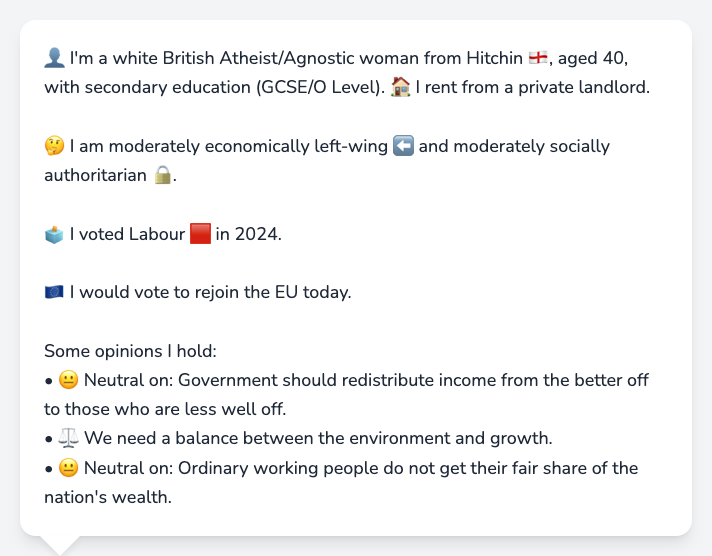 👤 I'm a white British Atheist/Agnostic woman from Hitchin 🏴󠁧󠁢󠁥󠁮󠁧󠁿, aged 40,
with secondary education (GCSE/O Level). 🏠 I rent from a private landlord.
🤔 I am moderately economically left-wing ⬅️ and moderately socially
authoritarian 🔒.
🗳️ I voted Labour 🟥 in 2024.
🇪🇺 I would vote to rejoin the EU today.
Some opinions I hold:
• 😐 Neutral on: Government should redistribute income from the better off
to those who are less well off.
• ⚖️ We need a balance between the environment and growth.
• 😐 Neutral on: Ordinary working people do not get their fair share of the
nation's wealth.